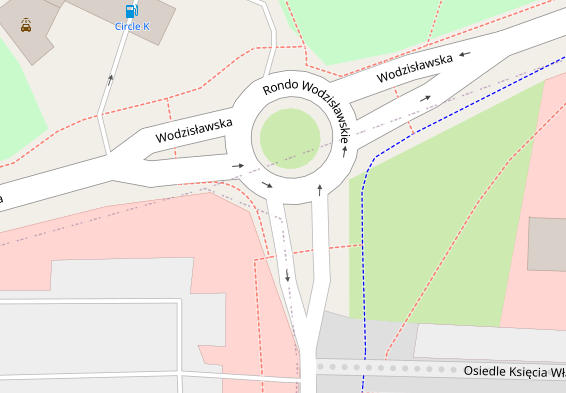 Circle K
Wodzisławska
Rondo Wodzisławskie
Wodzisławska
a
Osiedle Księcia Wł